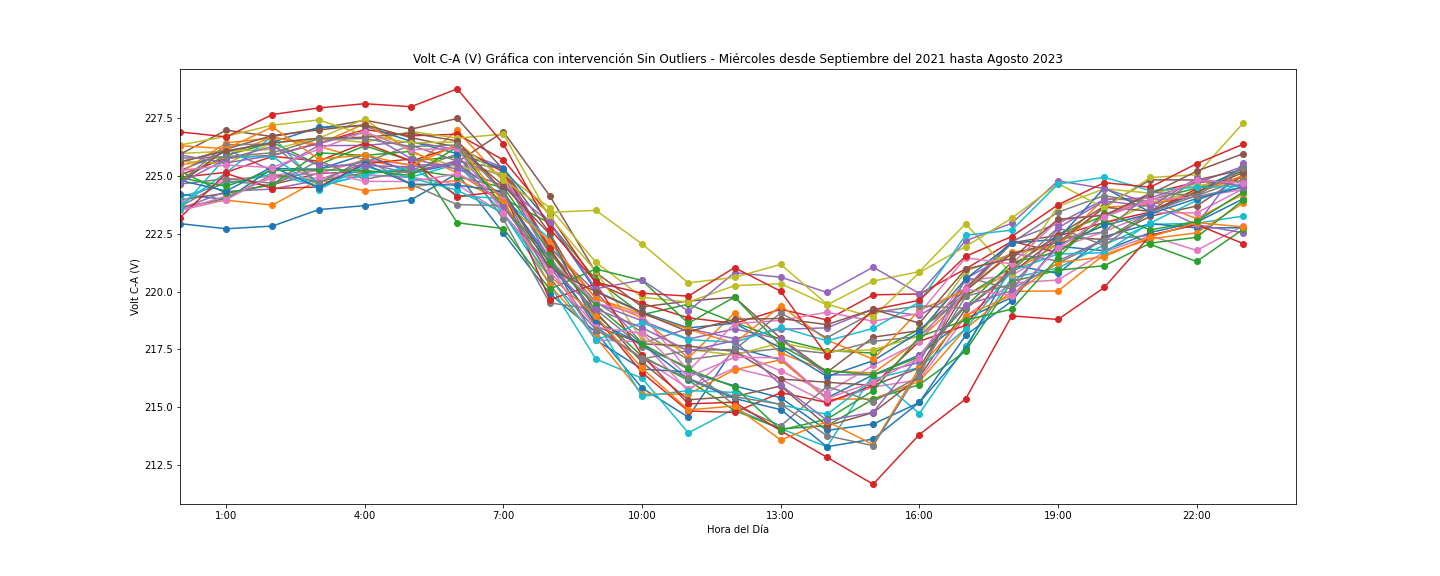 Volt C-A (V) Gráfica con intervención Sin Outliers - Miércoles desde Septiembre del 2021 hasta Agosto 2023
Volt C-A (V)
227.5
225.0
222.5
220.0
217.5
215.0
212.5
1:00 4:00 7:00 10:00 13:00 16:00 19:00 22:00
Hora del Día